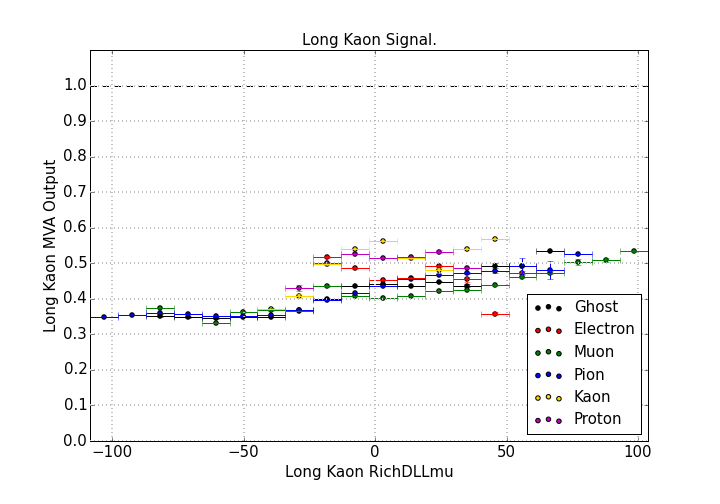 Long Kaon Signal.
Long Kaon MVA Output
1.0
0.9
0.8
0.7
0.6
0.5
0.4
0.3
0.2
0.1
0.0
−100
−50
0
50
100
Long Kaon RichDLLmu
Ghost
Electron
Muon
Pion
Kaon
Proton